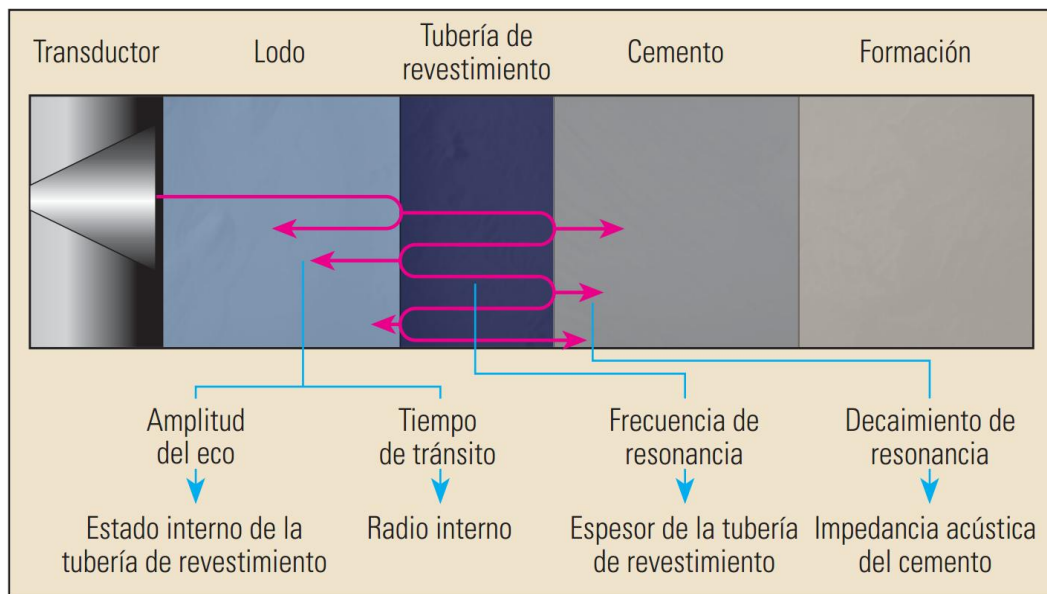 Transductor
Lodo
Tubería de
revestimiento
Cemento
Formación
Amplitud
del eco
Tiempo
de tránsito
Frecuencia de
resonancia
Decaimiento de
resonancia
Estado interno de la
tubería de revestimiento
Radio interno
Espesor de la tubería
de revestimiento
Impedancia acústica
del cemento